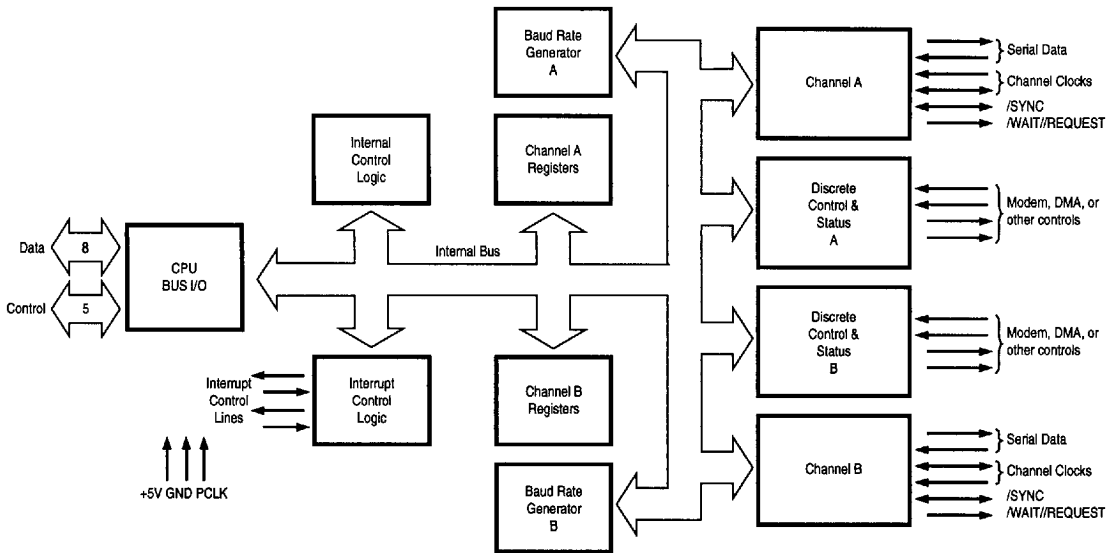 Baud Rate
Generator
A
Channel A
Serial Data
Channel Clocks
/SYNC
/WAIT//REQUEST
Internal
Control
Logic
Channel A
Registers
Discrete
Control &
Status
A
Modem, DMA, or
other controls
Data
8
Control
5
CPU
BUS I/O
Internal Bus
Discrete
Control &
Status
B
Modem, DMA, or
other controls
Interrupt
Control
Lines
Interrupt
Control
Logic
Channel B
Registers
Channel B
Serial Data
Channel Clocks
/SYNC
/WAIT//REQUEST
+5V GND PCLK
Baud Rate
Generator
B